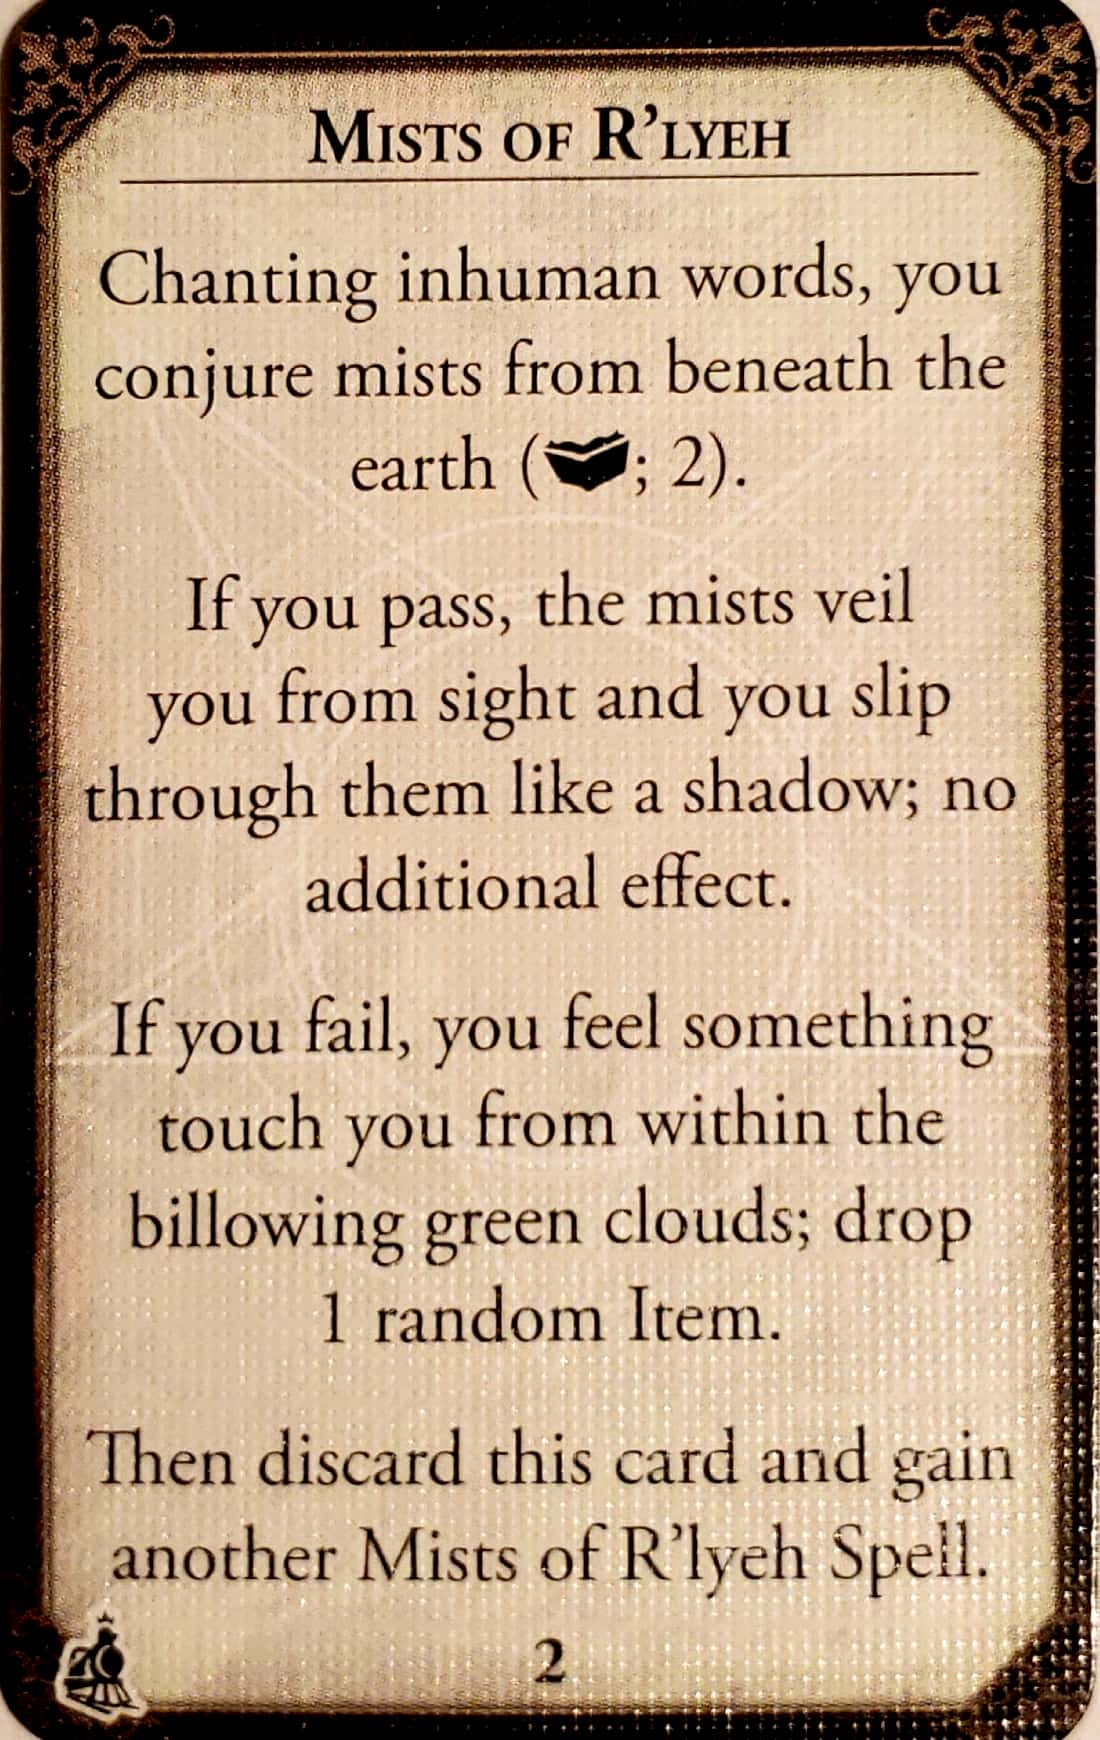 Mists of R’lyeh
Chanting inhuman words, you
conjure mists from beneath the
earth (; 2).
If you pass, the mists veil
you from sight and you slip
through them like a shadow; no
additional effect.
If you fail, you feel something
touch you from within the
billowing green clouds; drop
1 random Item.
Then discard this card and gain
another Mists of R’lyeh Spell.
2